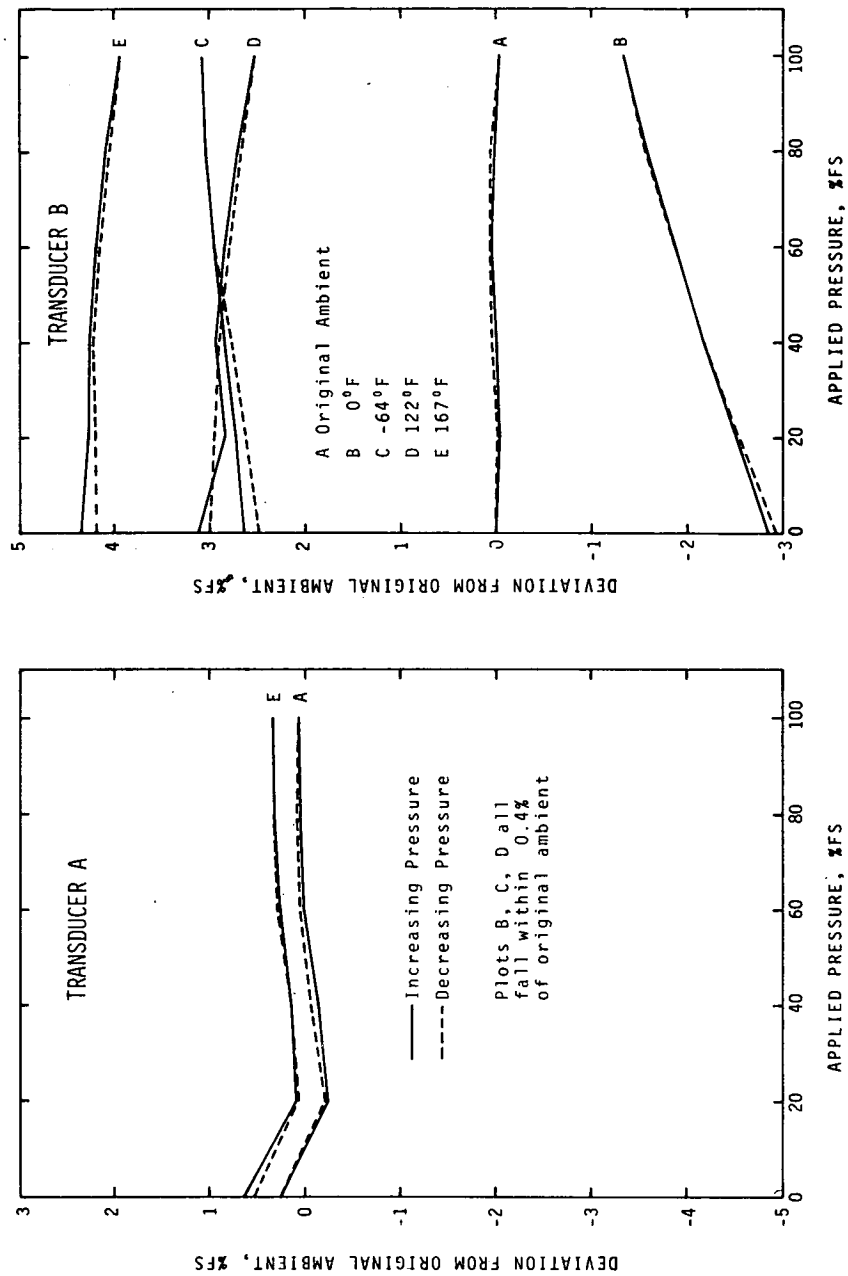 TRANSDUCER A
3
2
1
0
-1
-2
-3
-4
-5
DEVIATION FROM ORIGINAL AMBIENT, %FS
E
A
Increasing Pressure
Decreasing Pressure
Plots B, C, D all
fall within 0.4%
of original ambient
0
20
40
60
80
100
APPLIED PRESSURE, %FS
TRANSDUCER B
5
4
3
2
1
0
-1
-2
-3
DEVIATION FROM ORIGINAL AMBIENT, %FS
E
C
D
A Original Ambient
B 0°F
C -64°F
D 122°F
E 167°F
A
B
0
20
40
60
80
100
APPLIED PRESSURE, %FS